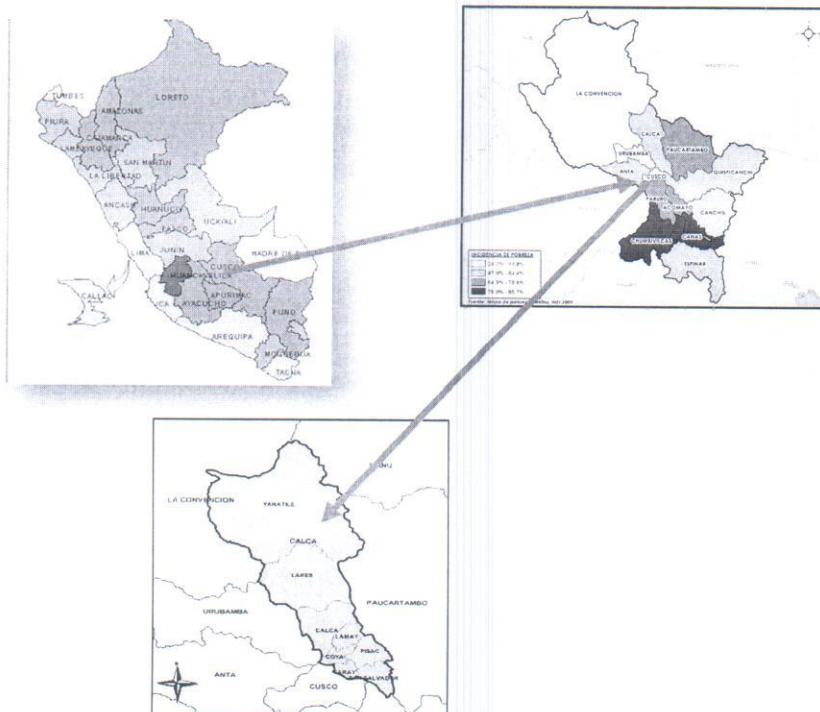 TUMBES
LORETO
PIURA
AMAZONAS
CAJAMARCA
LAMBAYEQUE
SAN MARTIN
LA LIBERTAD
ANCASH
HUANUCO
UCAYALI
PASCO
JUNIN
LIMA
CUSCO
MADRE DE
HUANCAVELICA
CALLAO
ICA
AYACUCHO
APURIMAC
PUNO
AREQUIPA
MOQUEGUA
TACNA
LA CONVENCION
CALCA
PAUCARTAMBO
URUBAMBA
ANTA
CUSCO
QUISPICANCHI
PARURO
ACOMAYO
CANCHIS
CHUMBIVILCAS
CANAS
ESPINAR
INCIDENCIA DE POBREZA
LA CONVENCION
YANATILE
CALCA
LARES
URUBAMBA
PAUCARTAMBO
CALCA
LAMAY
PISAC
COYA
TARAY
SAN SALVADOR
ANTA
CUSCO